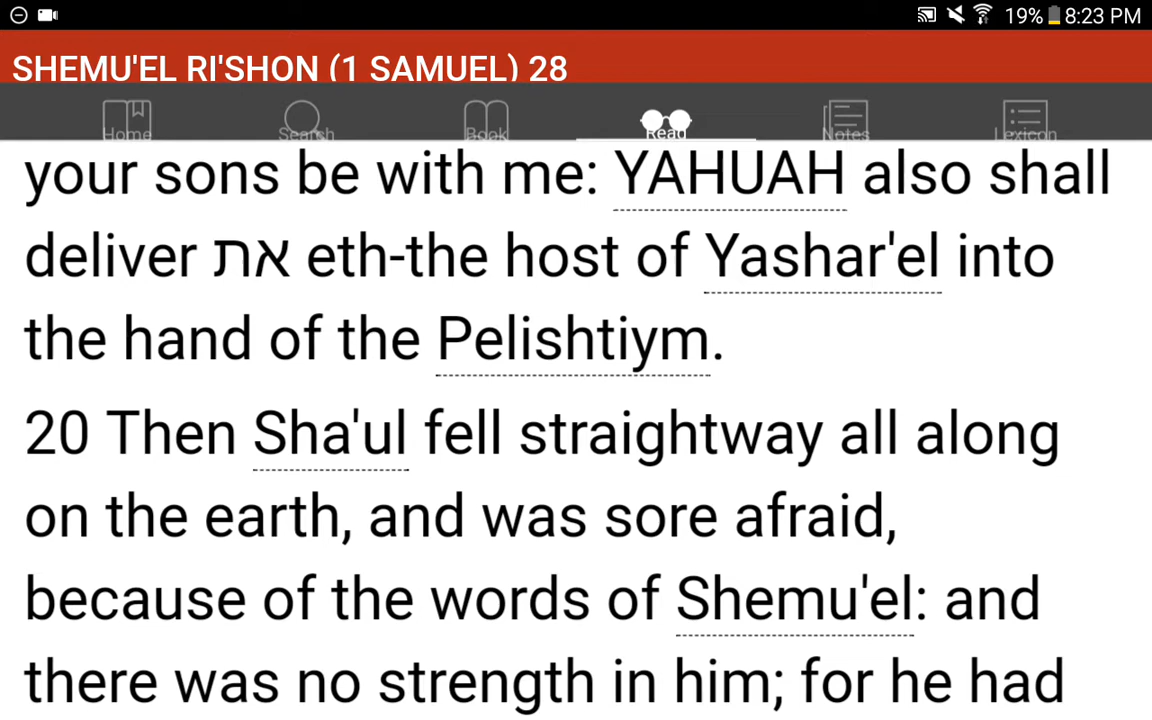 19% 8:23 PM
SHEMU'EL RI'SHON (1 SAMUEL) 28
Home Search Book Read Notes Lexicon
your sons be with me: YAHUAH also shall
deliver את eth-the host of Yashar'el into
the hand of the Pelishtiym.
20 Then Sha'ul fell straightway all along
on the earth, and was sore afraid,
because of the words of Shemu'el: and
there was no strength in him; for he had